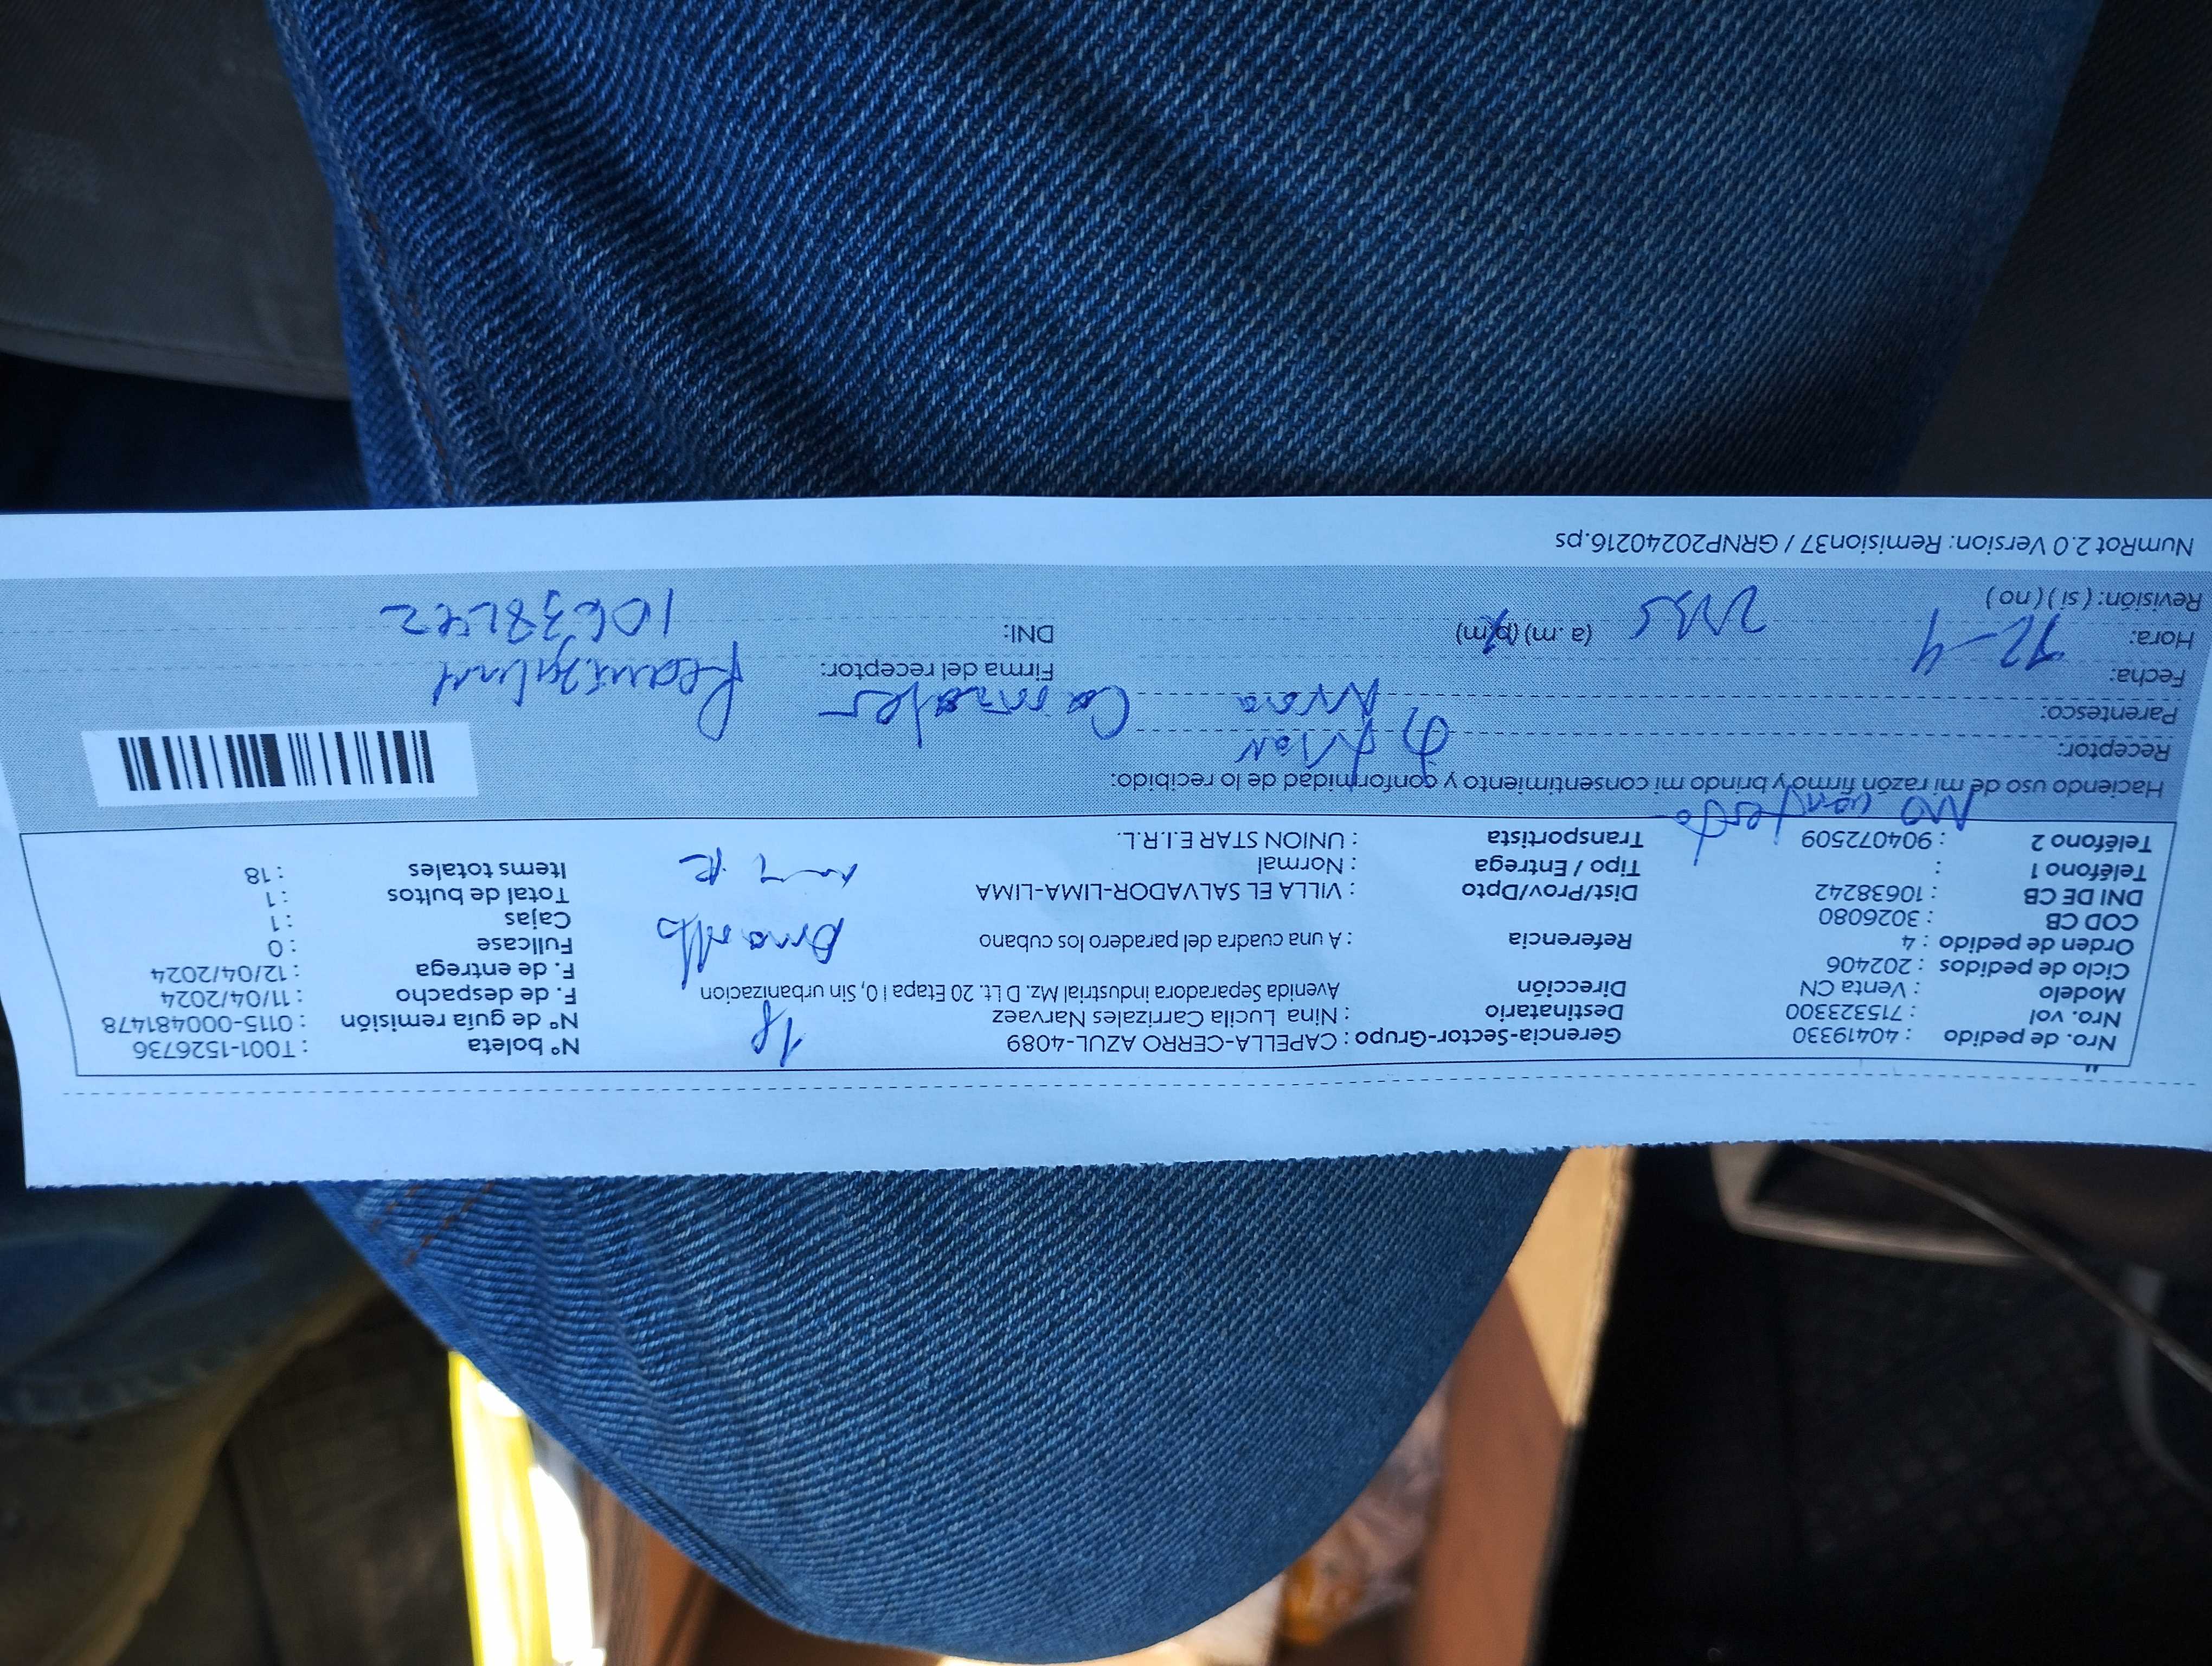 Nro. de pedido : 40419330 Gerencia-Sector-Grupo : CAPELLA-CERRO AZUL-4089 N° boleta : T001-1526736
Nro. vol : 715323300 Destinatario : Nina Lucila Carrizales Narvaez N° de guía remisión : 0115-000481478
Modelo : Venta CN Dirección Avenida Separadora industrial Mz. D Lt. 20 Etapa I 0, Sin urbanizacion F. de despacho : 11/04/2024
Ciclo de pedidos : 202406 F. de entrega : 12/04/2024
Orden de pedido : 4 Referencia : A una cuadra del paradero los cubano Fullcase : 0
COD CB : 3026080 Cajas : 1
DNI DE CB : 10638242 Dist/Prov/Dpto : VILLA EL SALVADOR-LIMA-LIMA Total de bultos : 1
Teléfono 1 : Tipo / Entrega : Normal Items totales : 18
Teléfono 2 : 904072509 Transportista : UNION STAR E.I.R.L.
No contesto
Haciendo uso de mi razón firmo y brindo mi consentimiento y conformidad de lo recibido:
Receptor:
Parentesco:
Fecha: 12-4 Firma del receptor:
Hora: (a .m) (p.m) DNI: 10638242
Revisión: ( si ) ( no )
NumRot 2.0 Version: Remision37 / GRNP20240216.ps